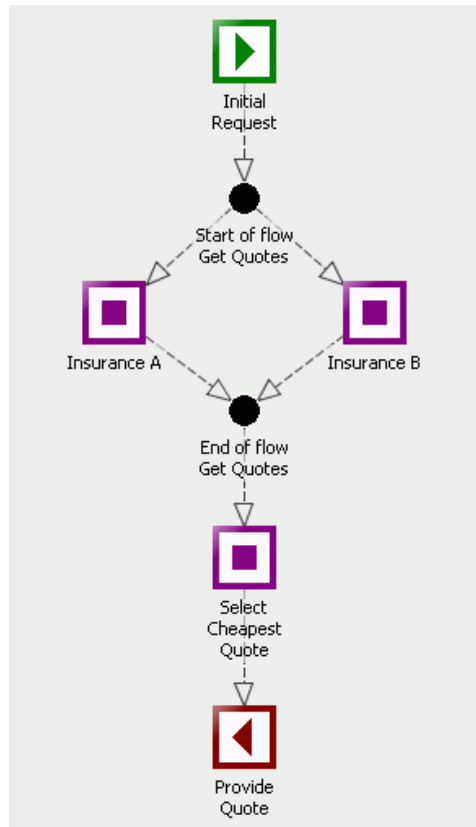 Initial
Request
Start of flow
Get Quotes
Insurance A
Insurance B
End of flow
Get Quotes
Select
Cheapest
Quote
Provide
Quote